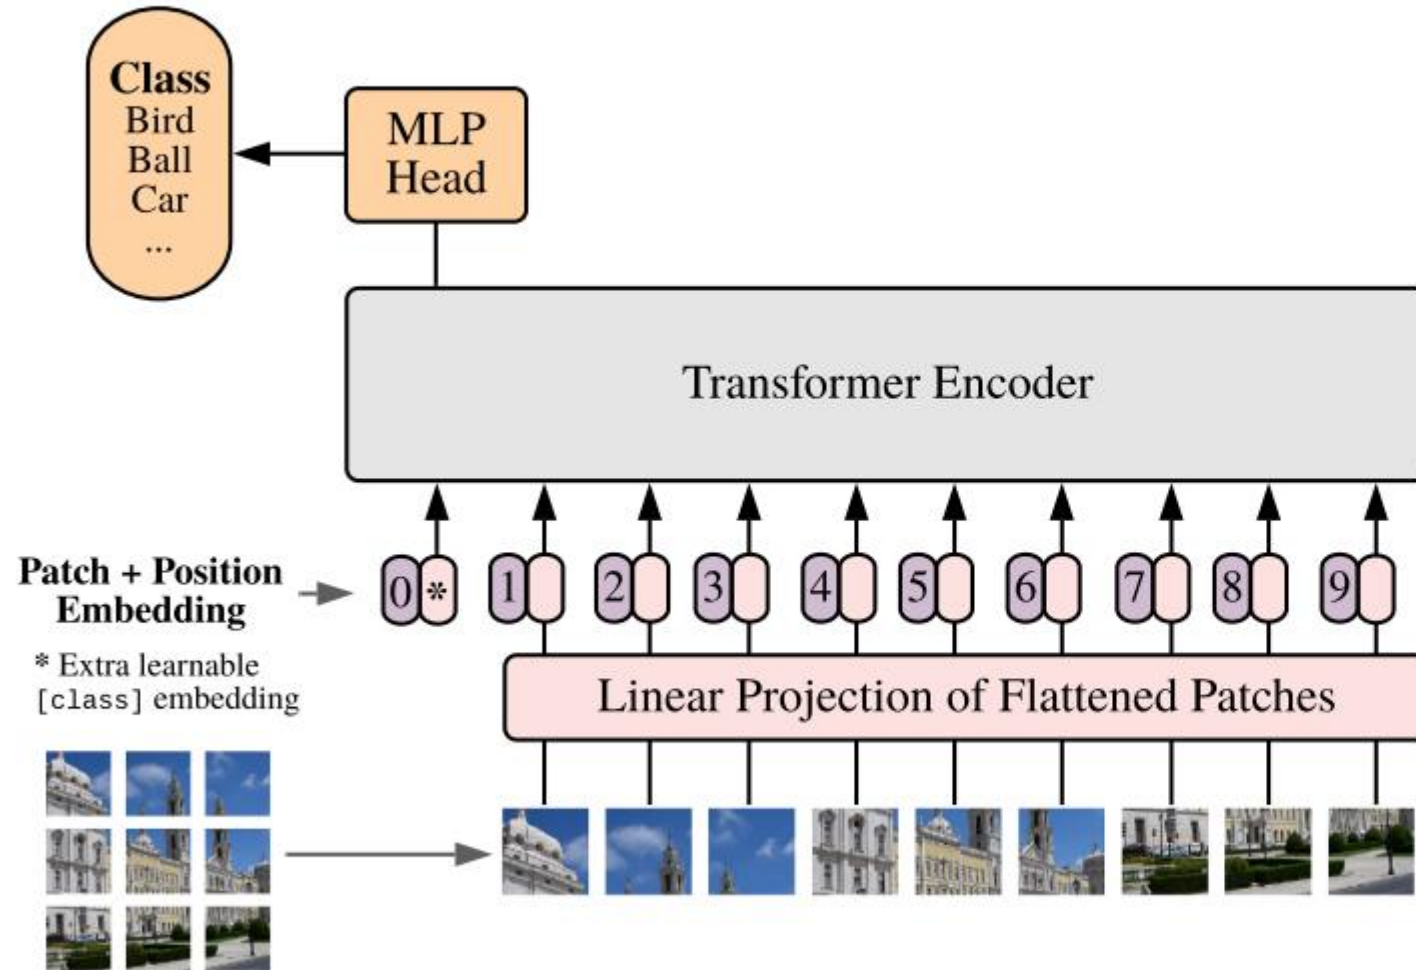 Class
Bird
Ball
Car
...
MLP
Head
Transformer Encoder
Patch + Position
Embedding
* Extra learnable
[class] embedding
0 * 1 2 3 4 5 6 7 8 9
Linear Projection of Flattened Patches